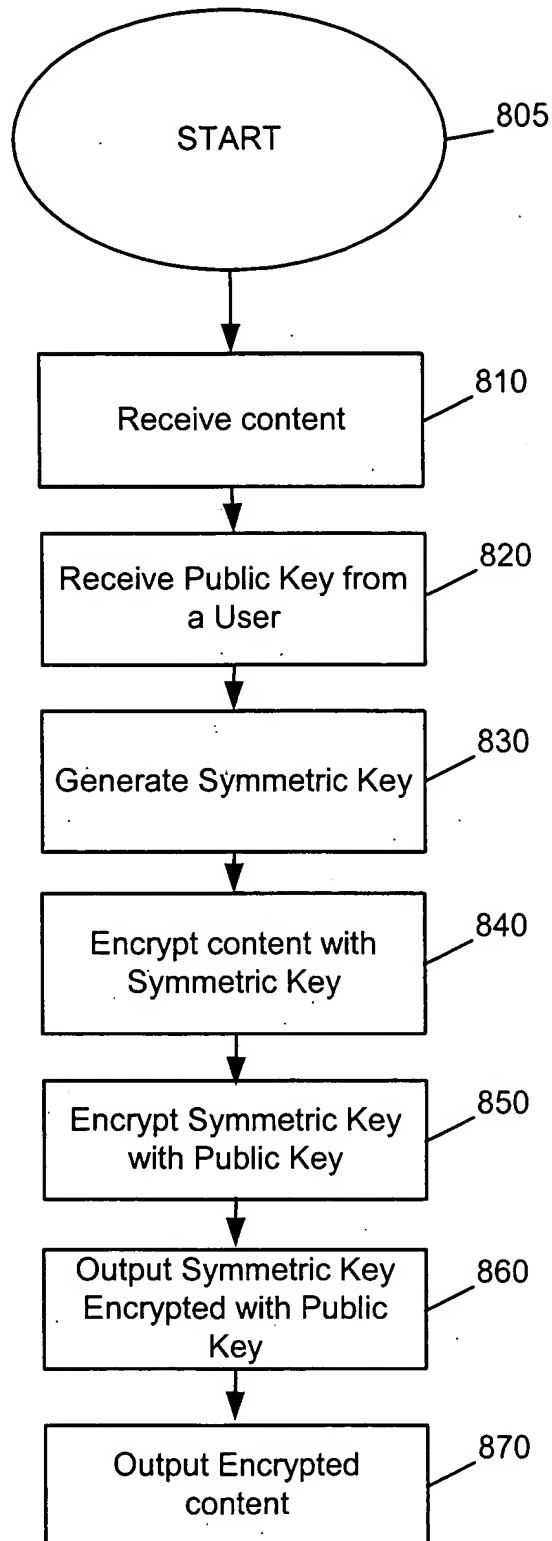 START
805
Receive content
810
Receive Public Key from
a User
820
Generate Symmetric Key
830
Encrypt content with
Symmetric Key
840
Encrypt Symmetric Key
with Public Key
850
Output Symmetric Key
Encrypted with Public
Key
860
Output Encrypted
content
870